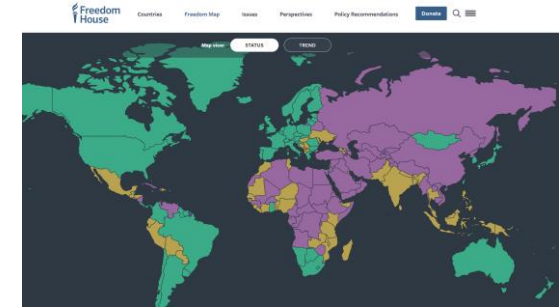 Freedom House
Countries
Freedom Map
Issues
Perspectives
Policy Recommendations
Donate
Map view:
STATUS
TREND